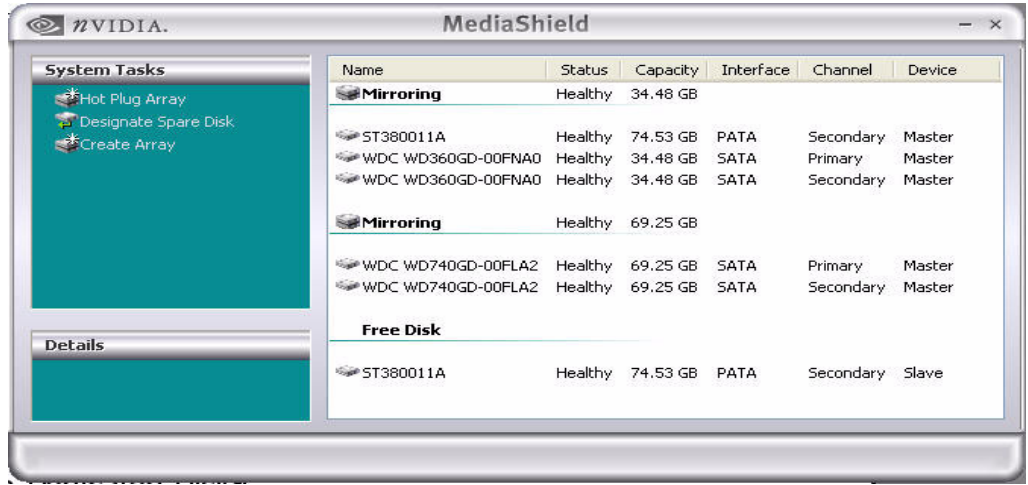 nVIDIA.
MediaShield
System Tasks
Hot Plug Array
Designate Spare Disk
Create Array
Details
Name Status Capacity Interface Channel Device
Mirroring Healthy 34.48 GB
ST380011A Healthy 74.53 GB PATA Secondary Master
WDC WD360GD-00FNA0 Healthy 34.48 GB SATA Primary Master
WDC WD360GD-00FNA0 Healthy 34.48 GB SATA Secondary Master
Mirroring Healthy 69.25 GB
WDC WD740GD-00FLA2 Healthy 69.25 GB SATA Primary Master
WDC WD740GD-00FLA2 Healthy 69.25 GB SATA Secondary Master
Free Disk
ST380011A Healthy 74.53 GB PATA Secondary Slave